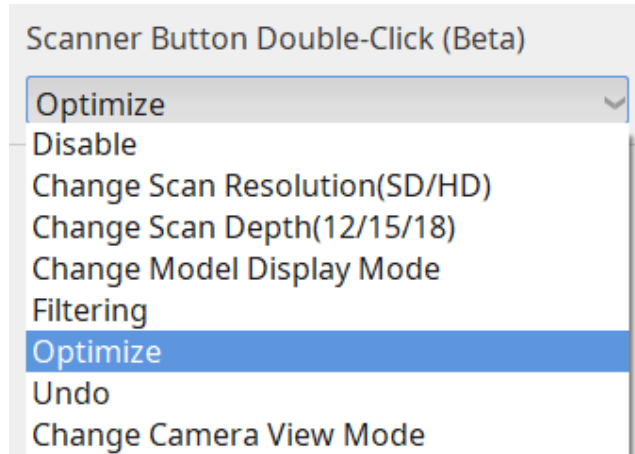 Scanner Button Double-Click (Beta)
Optimize
Disable
Change Scan Resolution(SD/HD)
Change Scan Depth(12/15/18)
Change Model Display Mode
Filtering
Optimize
Undo
Change Camera View Mode